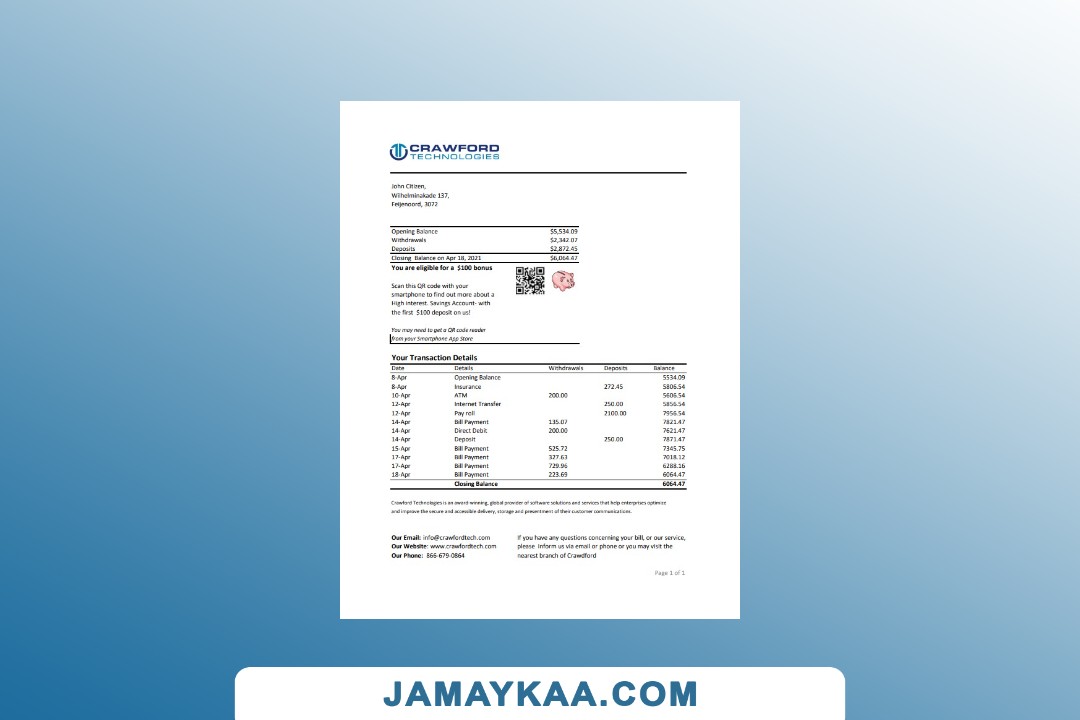 CRAWFORD
TECHNOLOGIES
John Citizen,
Wilhelminakade 137,
Feijenoord, 3072
Opening Balance $5,534.09
Withdrawals $2,342.07
Deposits $2,872.45
Closing Balance on Apr 18, 2021 $6,064.47
You are eligible for a $100 bonus
Scan this QR code with your
smartphone to find out more about a
High interest. Savings Account- with
the first $100 deposit on us!
You may need to get a QR code reader
from your Smartphone App Store
Your Transaction Details
Date Details Withdrawals Deposits Balance
8-Apr Opening Balance 5534.09
8-Apr Insurance 272.45 5806.54
10-Apr ATM 200.00 5606.54
12-Apr Internet Transfer 250.00 5856.54
12-Apr Pay roll 2100.00 7956.54
14-Apr Bill Payment 135.07 7821.47
14-Apr Direct Debit 200.00 7621.47
14-Apr Deposit 250.00 7871.47
15-Apr Bill Payment 525.72 7345.75
17-Apr Bill Payment 327.63 7018.12
17-Apr Bill Payment 729.96 6288.16
18-Apr Bill Payment 223.69 6064.47
Closing Balance 6064.47
Crawford Technologies is an award-winning, global provider of software solutions and services that help enterprises optimize
and improve the secure and accessible delivery, storage and presentment of their customer communications.
Our Email: info@crawfordtech.com
Our Website: www.crawfordtech.com
Our Phone: 866-679-0864
If you have any questions concerning your bill, or our service,
please inform us via email or phone or you may visit the
nearest branch of Crawdford
Page 1 of 1
JAMAYKAA.COM